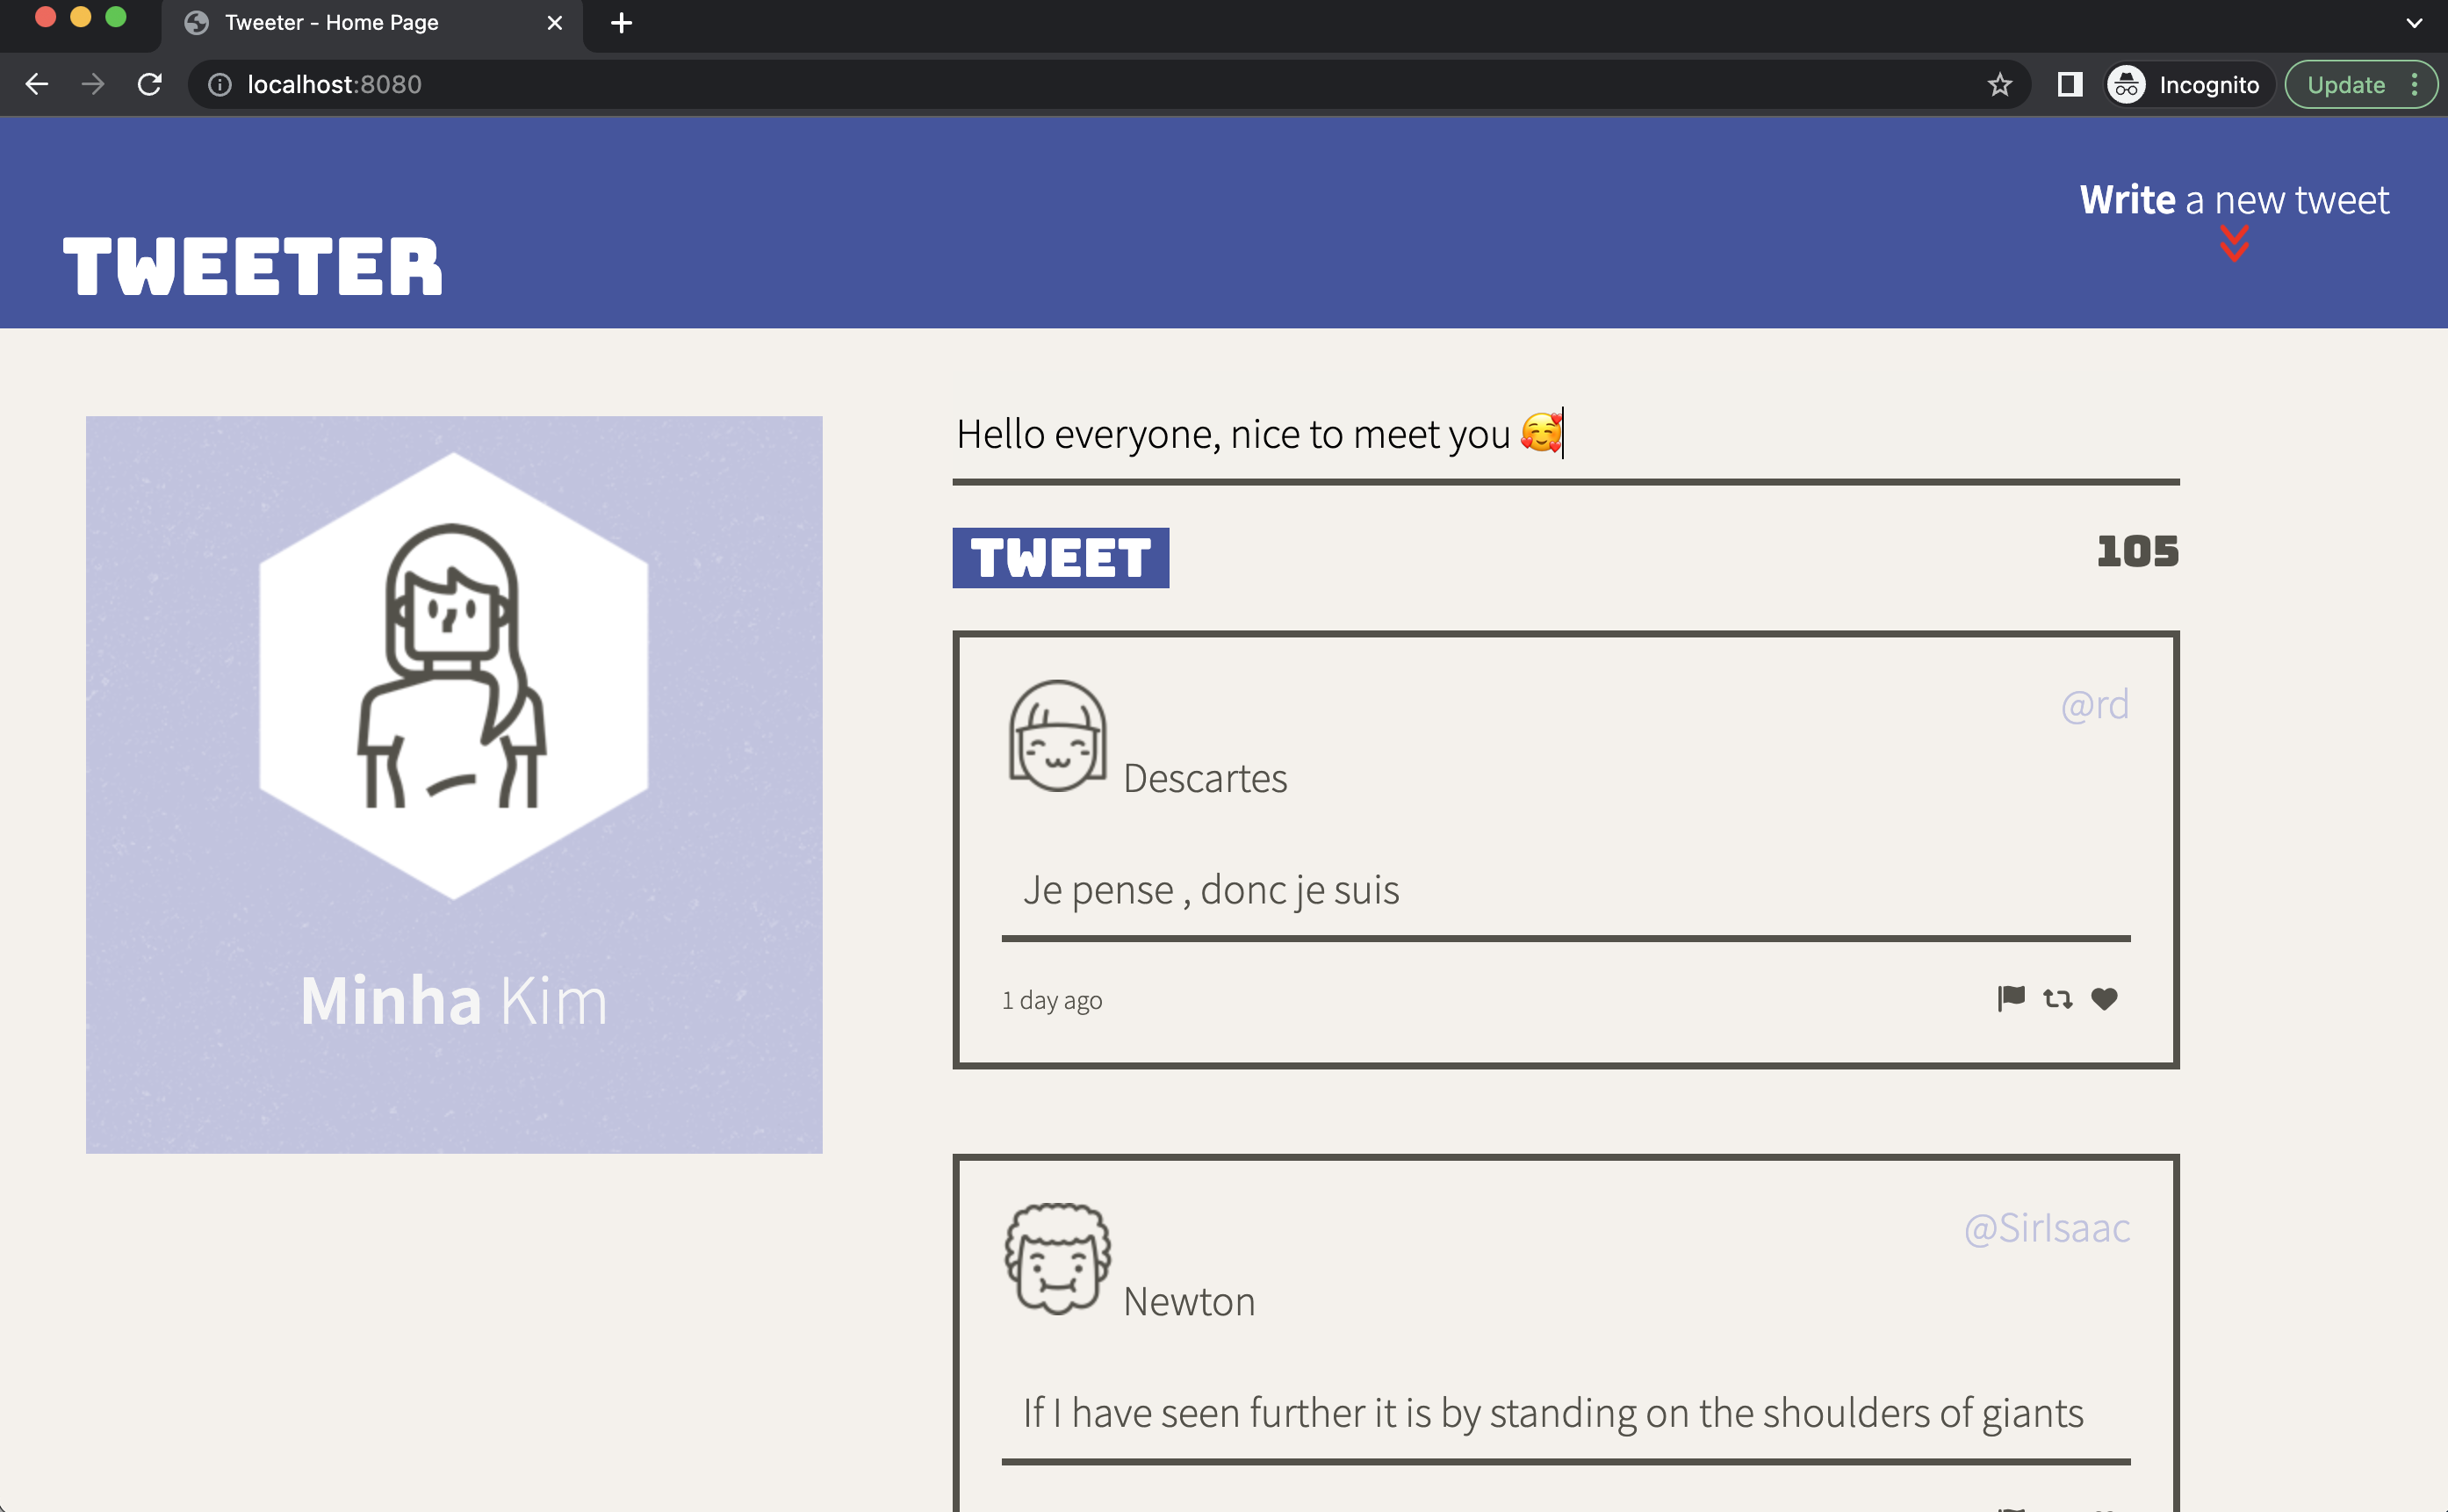 Tweeter - Home Page
localhost:8080
Incognito
Update
Write a new tweet
TWEETER
Hello everyone, nice to meet you 🥰
TWEET
105
Minha Kim
@rd
Descartes
Je pense , donc je suis
1 day ago
@SirIsaac
Newton
If I have seen further it is by standing on the shoulders of giants